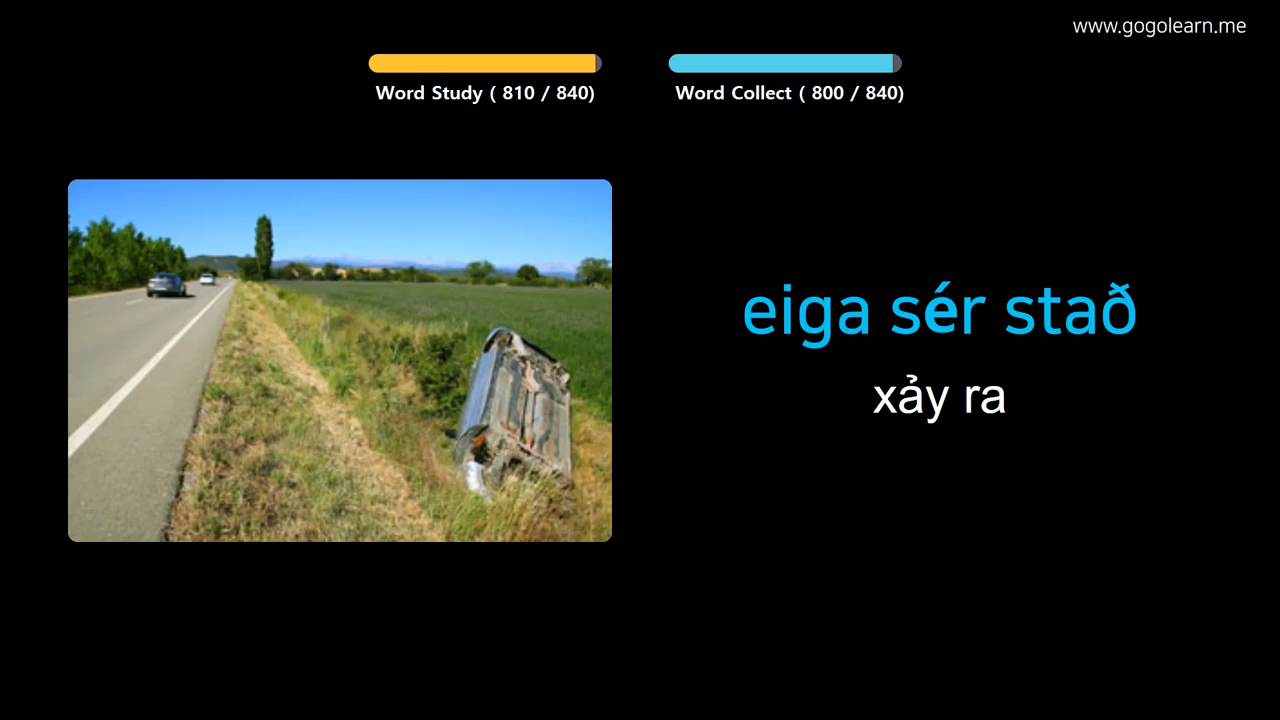 www.gogolearn.me
Word Study ( 810 / 840)
Word Collect ( 800 / 840)
eiga sér stað
xảy ra